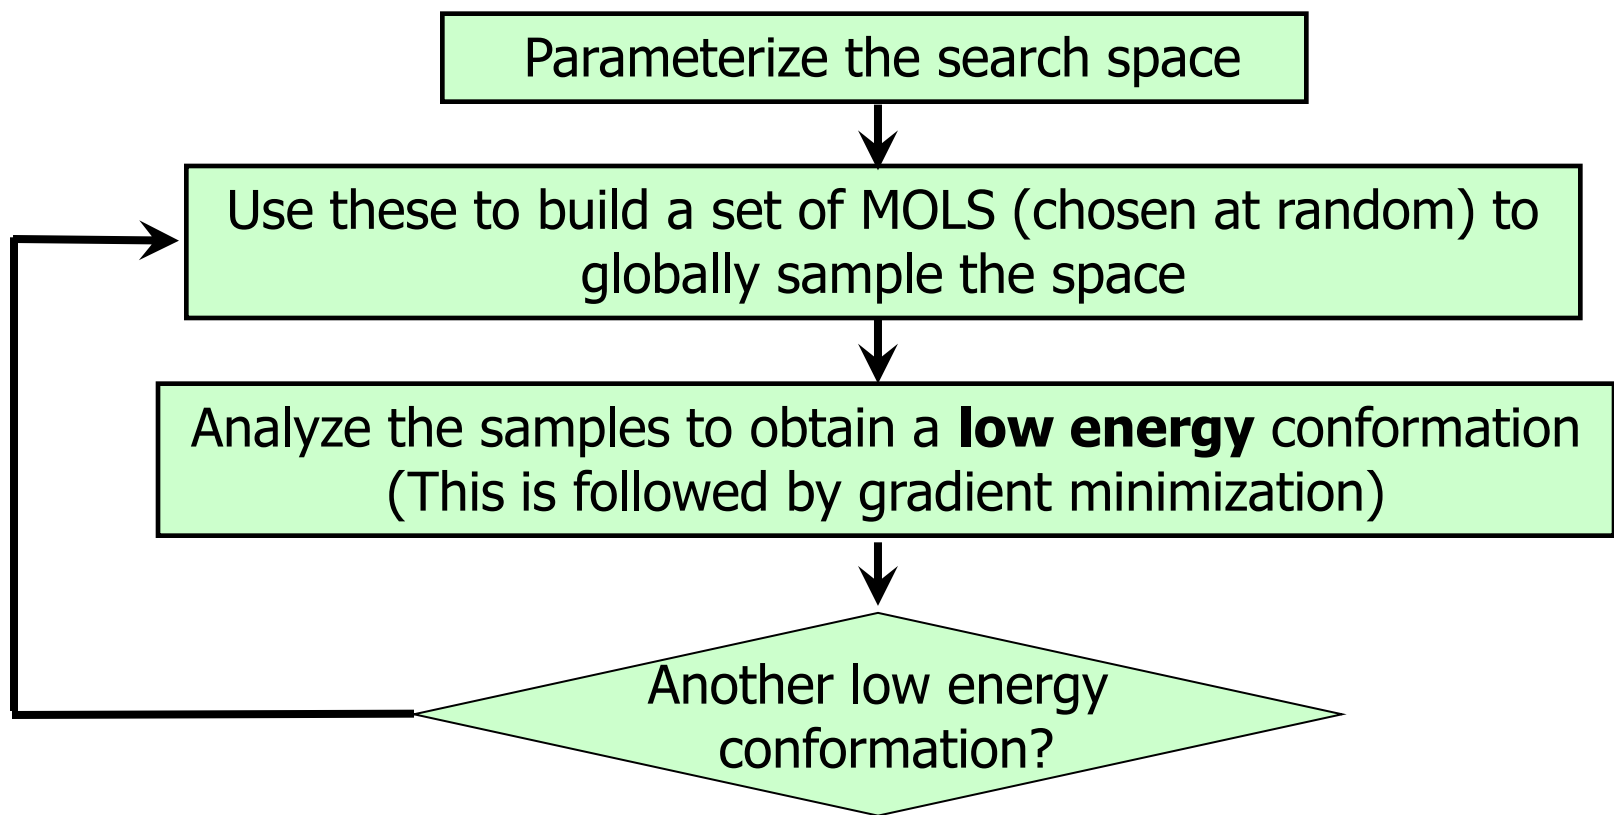 Parameterize the search space
Use these to build a set of MOLS (chosen at random) to
globally sample the space
Analyze the samples to obtain a low energy conformation
(This is followed by gradient minimization)
Another low energy
conformation?